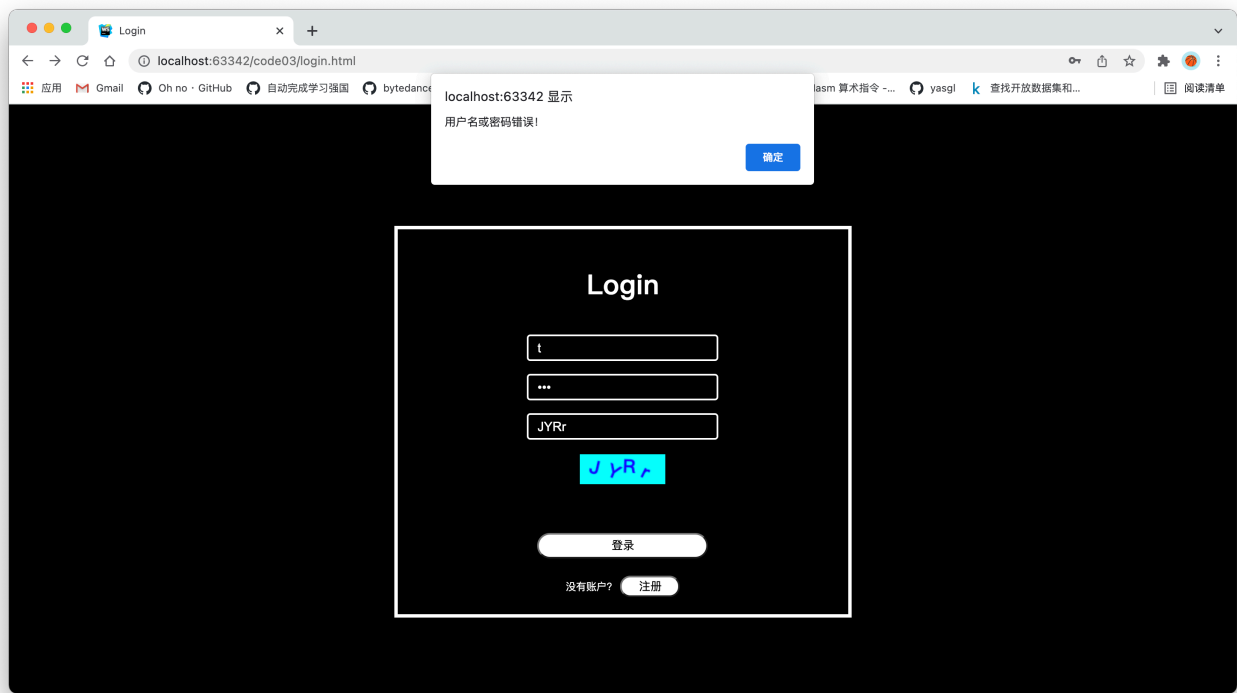 Login
localhost:63342/code03/login.html
应用 Gmail Oh no · GitHub 自动完成学习强国 bytedance asm 算术指令 -... yasgl 查找开放数据集和... 阅读清单
localhost:63342 显示
用户名或密码错误!
确定
Login
t
•••
JYRr
JyRr
登录
没有账户? 注册